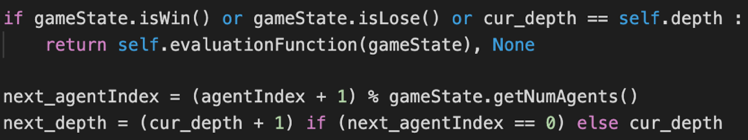 if gameState.isWin() or gameState.isLose() or cur_depth == self.depth :
    return self.evaluationFunction(gameState), None

next_agentIndex = (agentIndex + 1) % gameState.getNumAgents()
next_depth = (cur_depth + 1) if (next_agentIndex == 0) else cur_depth